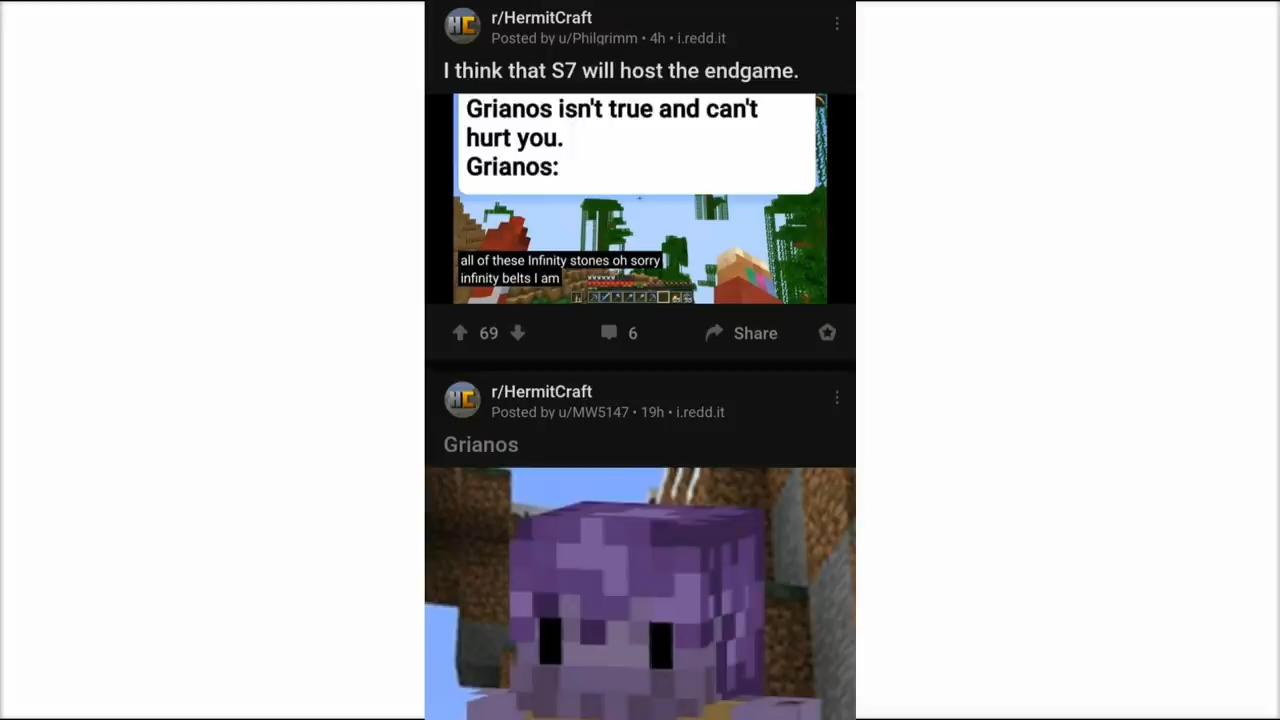 HC
r/HermitCraft
Posted by u/Philgrimm • 4h • i.redd.it
I think that S7 will host the endgame.
Grianos isn't true and can't
hurt you.
Grianos:
all of these Infinity stones oh sorry
infinity belts I am
69
6
Share
HC
r/HermitCraft
Posted by u/MW5147 • 19h • i.redd.it
Grianos